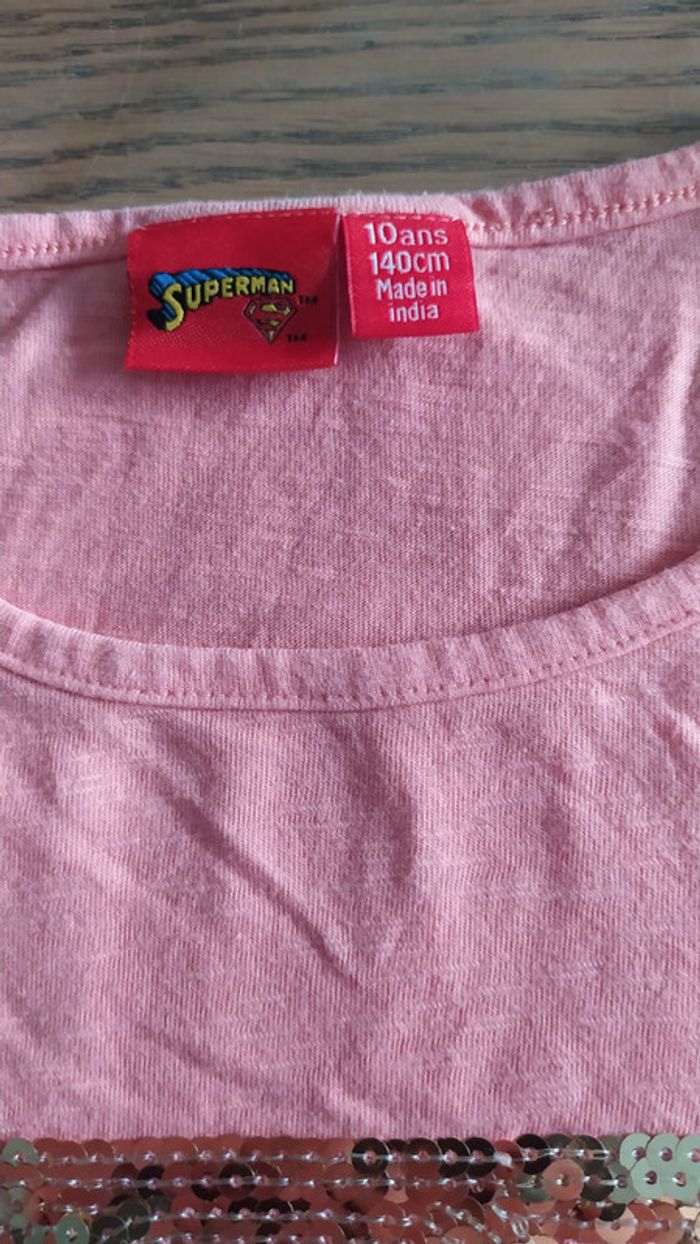 SUPERMAN TM
S
TM
10ans
140cm
Made in
india